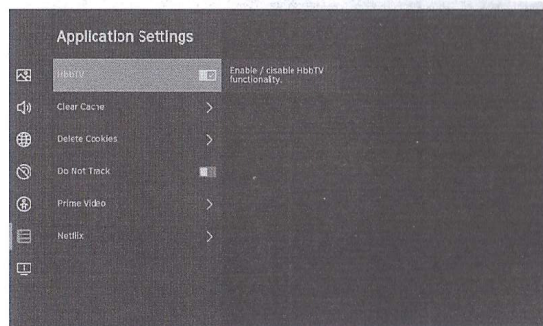 Application Settings
HbbTV
Enable / disable HbbTV
functionality.
Clear Cache
Delete Cookies
Do Not Track
Prime Video
Netflix